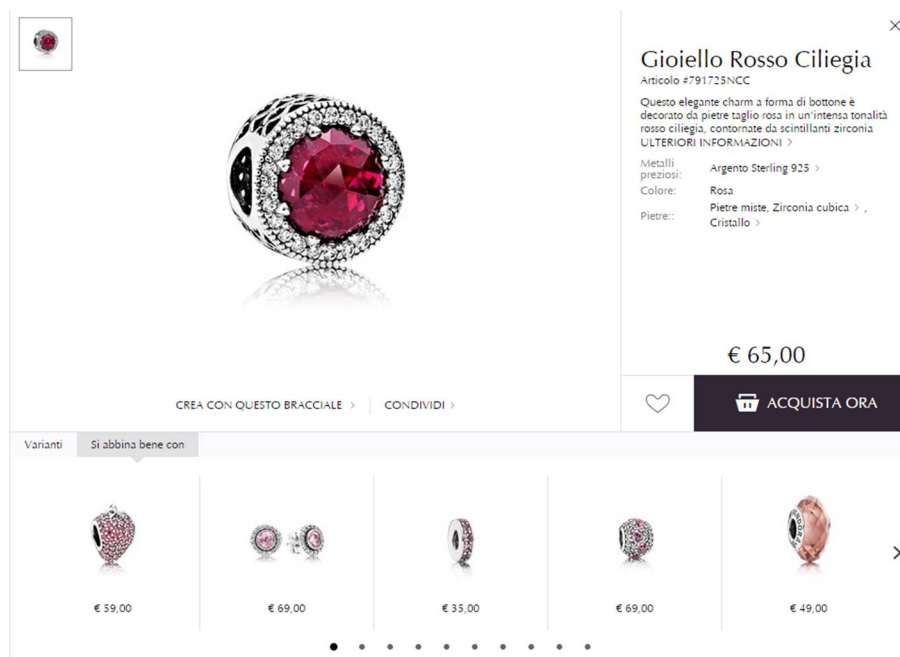 Gioiello Rosso Ciliegia
Articolo #791725NCC
Questo elegante charm a forma di bottone è
decorato da pietre taglio rosa in un'intensa tonalità
rosso ciliegia, contornate da scintillanti zirconia
ULTERIORI INFORMAZIONI >
Metalli
preziosi: Argento Sterling 925 >
Colore: Rosa
Pietre:: Pietre miste, Zirconia cubica > ,
Cristallo >
€ 65,00
CREA CON QUESTO BRACCIALE > CONDIVIDI >
ACQUISTA ORA
Varianti Si abbina bene con
PANDORA
€ 59,00 € 69,00 € 35,00 € 69,00 € 49,00